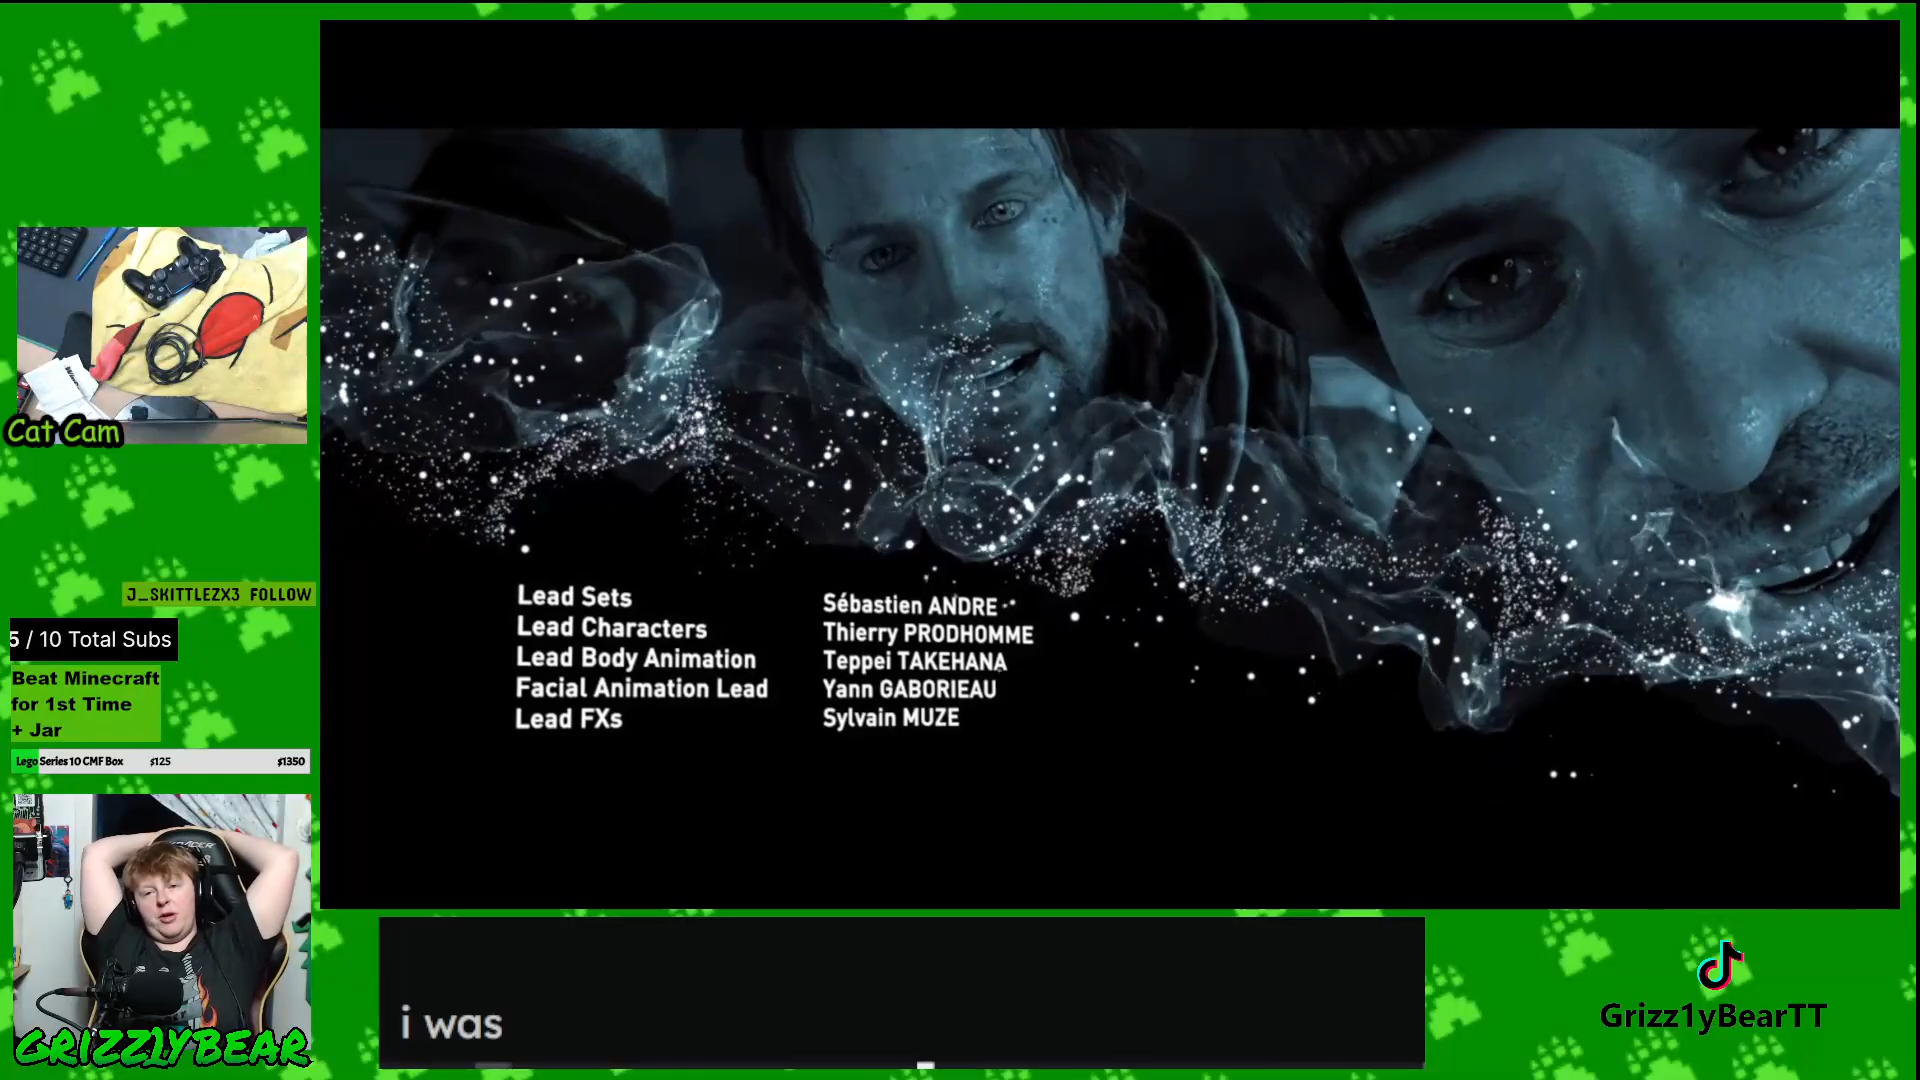 Cat Cam
J_SKITTLEZX3 FOLLOW
5 / 10 Total Subs
Beat Minecraft
for 1st Time
+ Jar
Lego Series 10 CMF Box $125 $1350
GRIZZ1YBEAR
Lead Sets Sébastien ANDRE
Lead Characters Thierry PRODHOMME
Lead Body Animation Teppei TAKEHANA
Facial Animation Lead Yann GABORIEAU
Lead FXs Sylvain MUZE
i was
Grizz1yBearTT